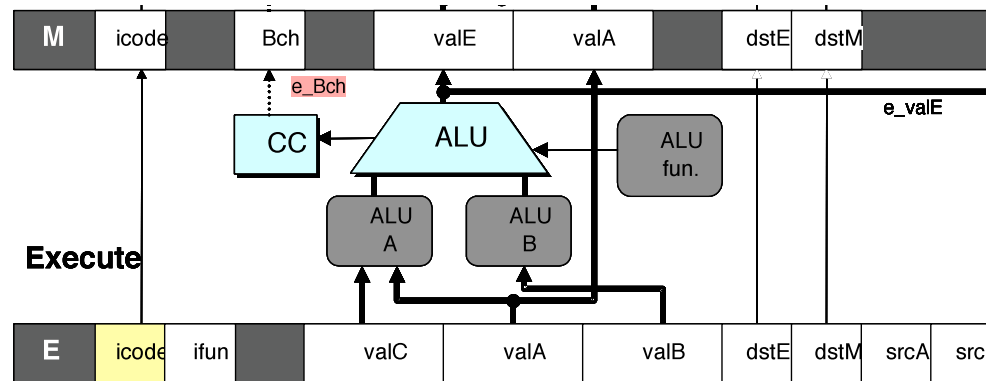 M icode Bch valE valA dstE dstM
e_Bch
e_valE
CC ALU ALU
fun.
ALU ALU
A B
Execute
E icode ifun valC valA valB dstE dstM srcA src